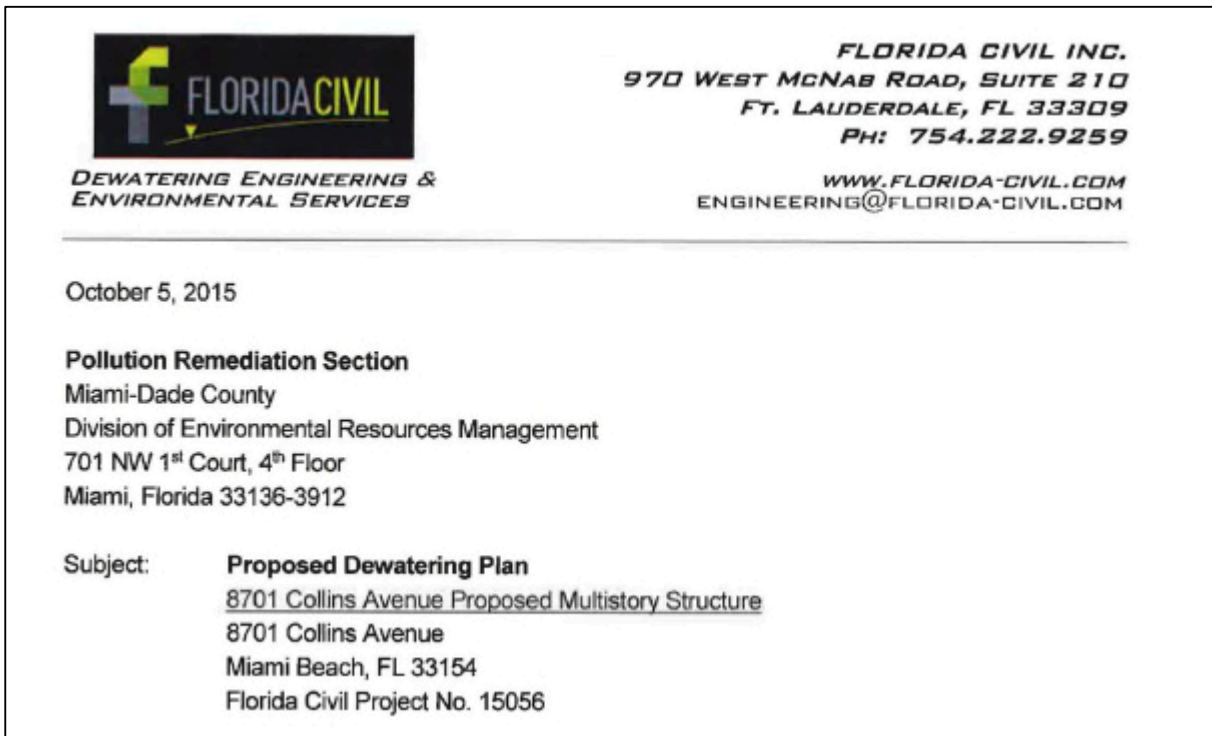 FLORIDACIVIL
DEWATERING ENGINEERING &
ENVIRONMENTAL SERVICES
FLORIDA CIVIL INC.
970 WEST MCNAB ROAD, SUITE 210
FT. LAUDERDALE, FL 33309
PH: 754.222.9259
WWW.FLORIDA-CIVIL.COM
ENGINEERING@FLORIDA-CIVIL.COM
October 5, 2015
Pollution Remediation Section
Miami-Dade County
Division of Environmental Resources Management
701 NW 1st Court, 4th Floor
Miami, Florida 33136-3912
Subject: Proposed Dewatering Plan
8701 Collins Avenue Proposed Multistory Structure
8701 Collins Avenue
Miami Beach, FL 33154
Florida Civil Project No. 15056